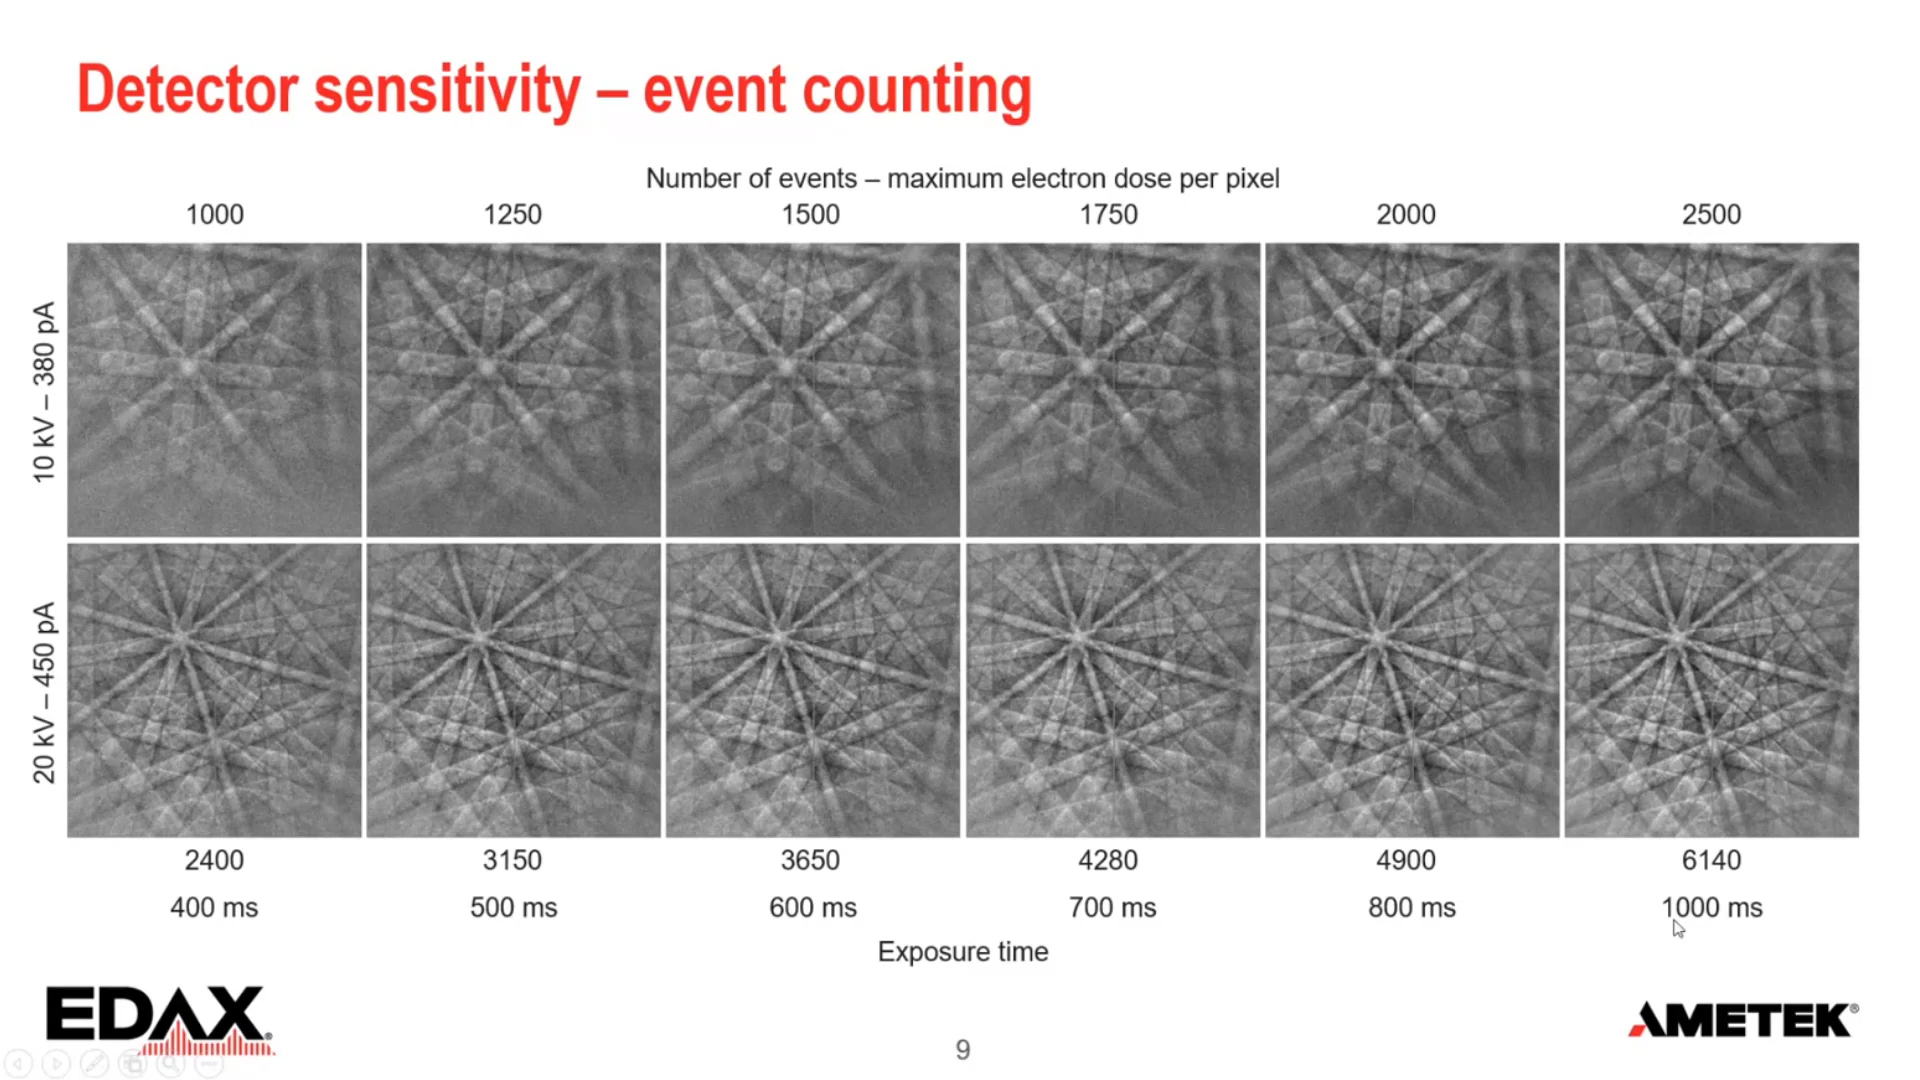 Detector sensitivity – event counting
Number of events – maximum electron dose per pixel
1000 1250 1500 1750 2000 2500
10 kV – 380 pA
20 kV – 450 pA
2400 3150 3650 4280 4900 6140
400 ms 500 ms 600 ms 700 ms 800 ms 1000 ms
Exposure time
EDAX®
9
AMETEK®